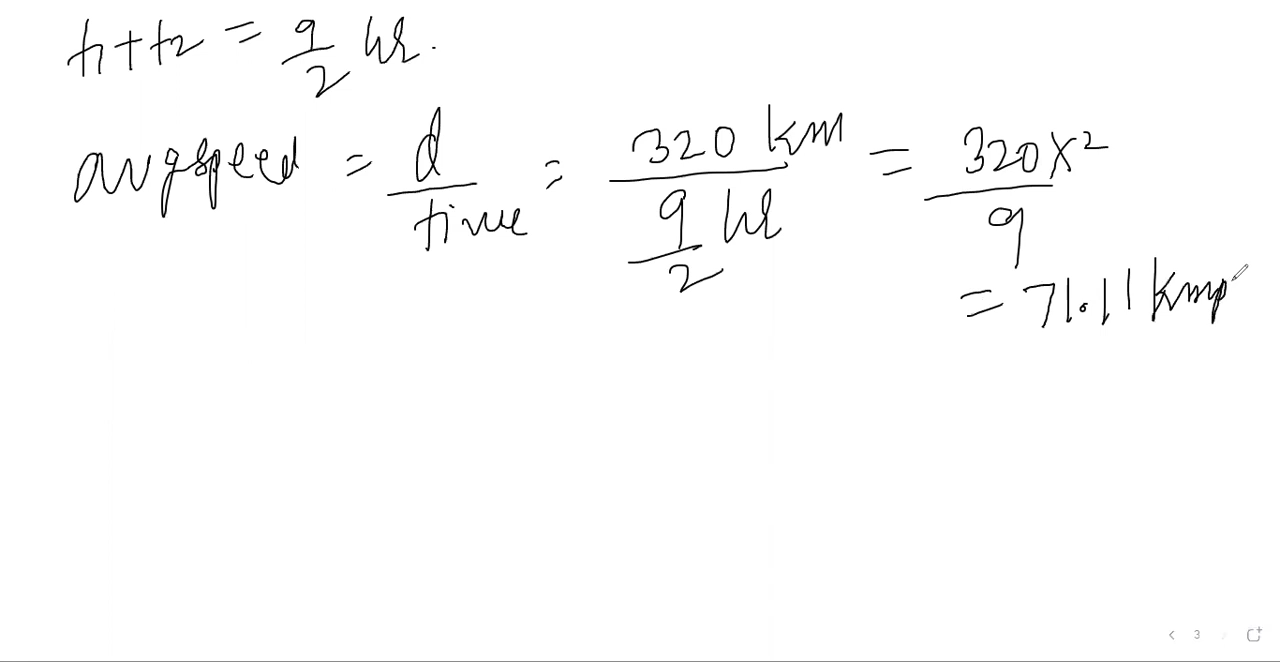 t1+t2 = 9/2 hr.
avgspeed = d/time = 320 km / 9/2 hr = 320×2/9
= 71.11 kmp
3